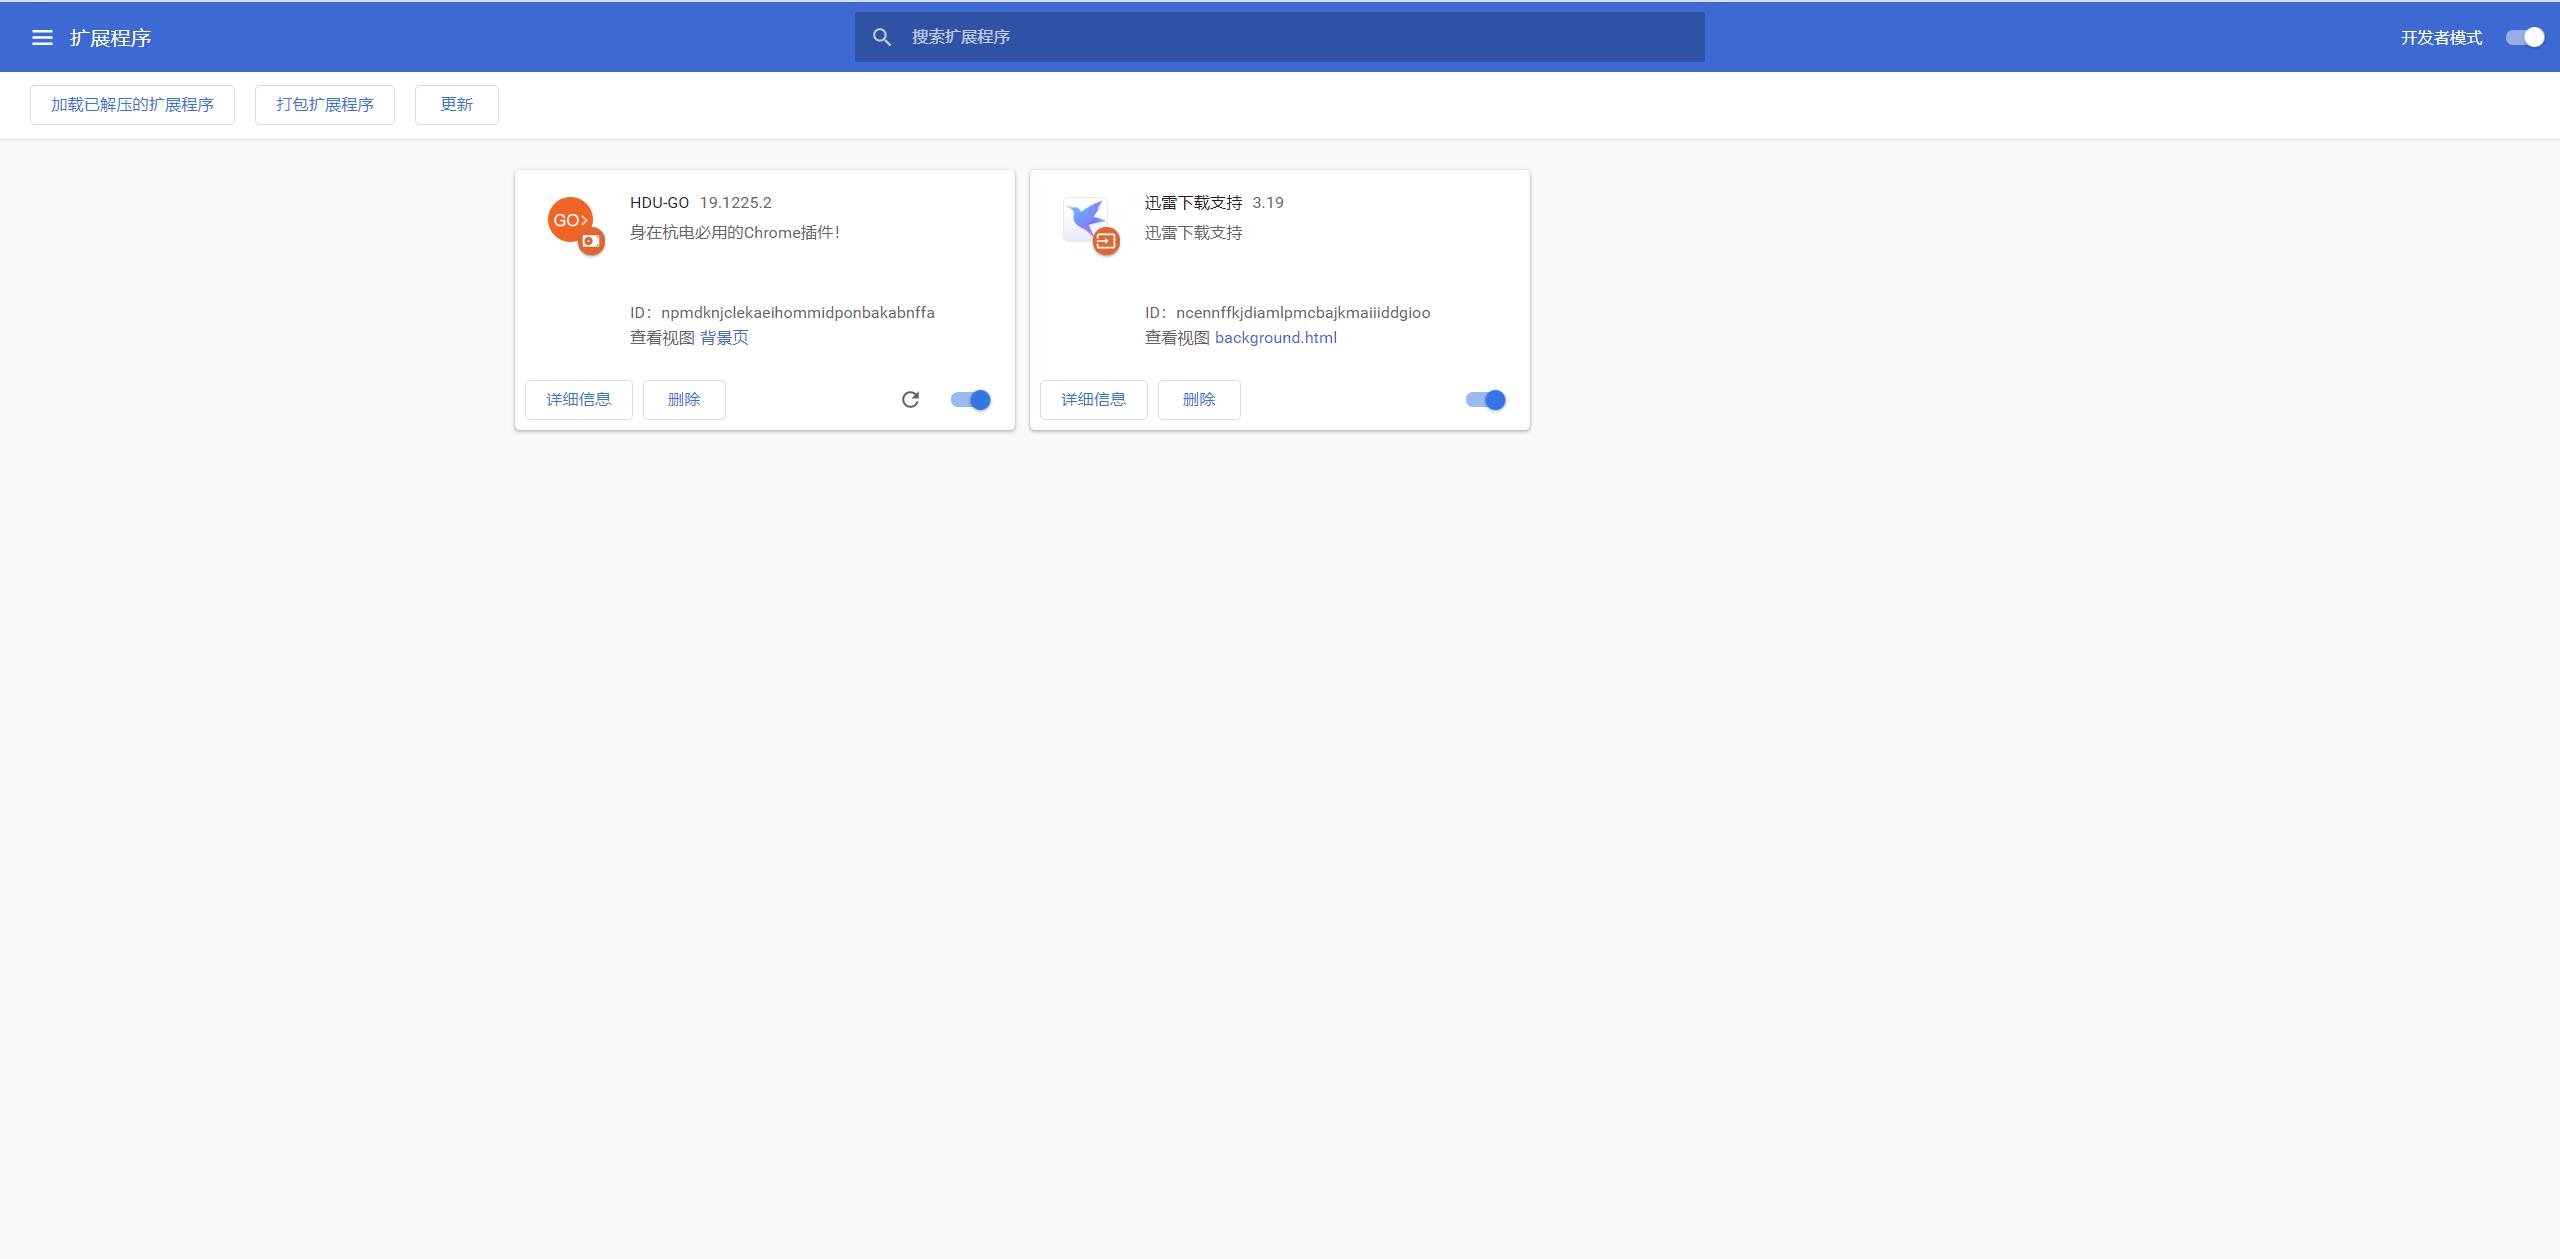 扩展程序
搜索扩展程序
开发者模式
加载已解压的扩展程序
打包扩展程序
更新
GO>
HDU-GO 19.1225.2
身在杭电必用的Chrome插件!
ID：npmdknjclekaeihommidponbakabnffa
查看视图 背景页
详细信息
删除
迅雷下载支持 3.19
迅雷下载支持
ID：ncennffkjdiamlpmcbajkmaiiiddgioo
查看视图 background.html
详细信息
删除